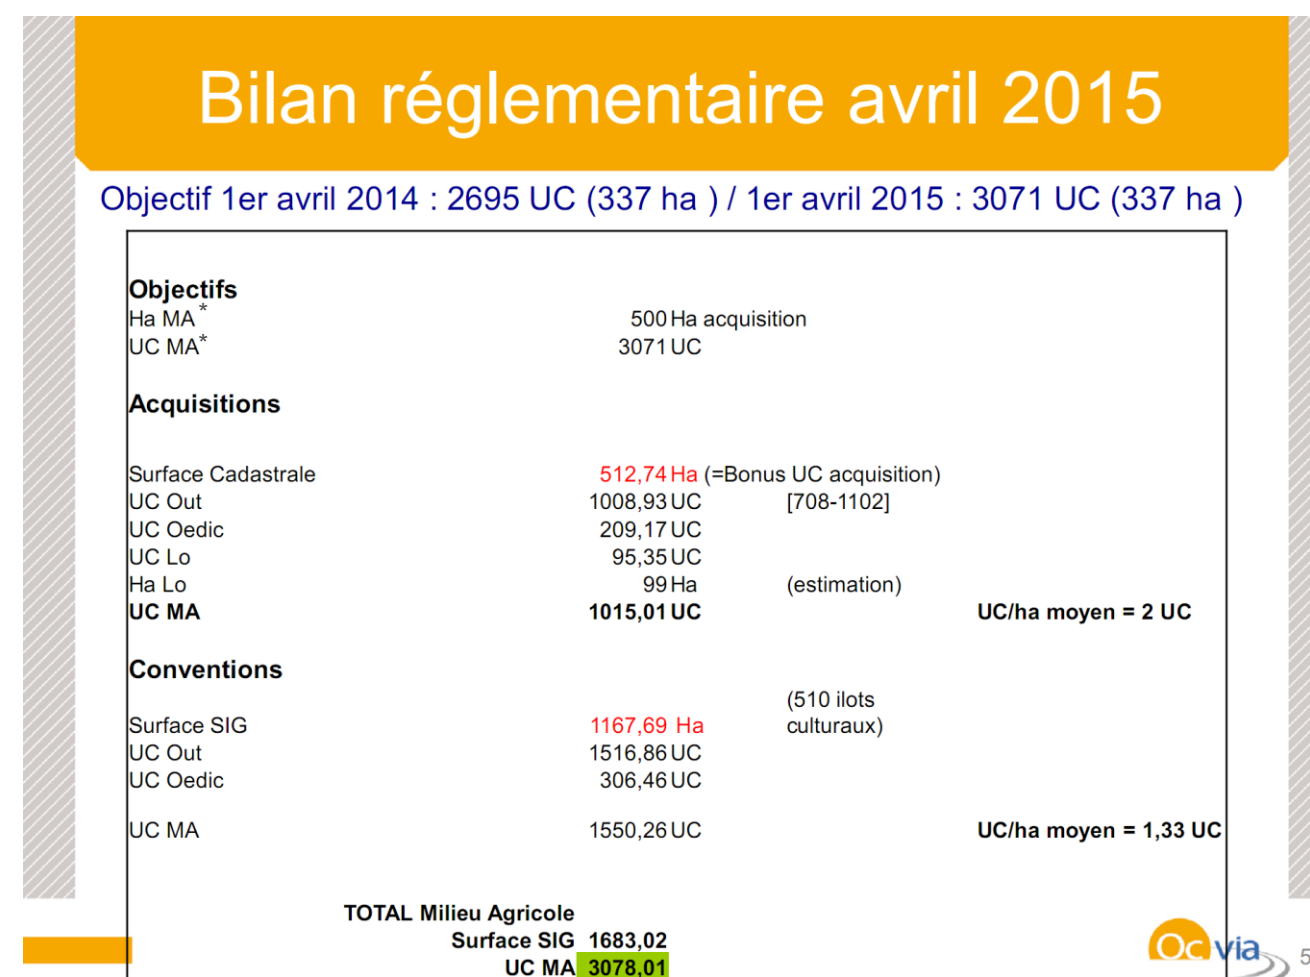 Bilan réglementaire avril 2015
Objectif 1er avril 2014 : 2695 UC (337 ha ) / 1er avril 2015 : 3071 UC (337 ha )
Objectifs
Ha MA* 500 Ha acquisition
UC MA* 3071 UC
Acquisitions
Surface Cadastrale 512,74 Ha (=Bonus UC acquisition)
UC Out 1008,93 UC [708-1102]
UC Oedic 209,17 UC
UC Lo 95,35 UC
Ha Lo 99 Ha (estimation)
UC MA 1015,01 UC UC/ha moyen = 2 UC
Conventions
(510 ilots
Surface SIG 1167,69 Ha culturaux)
UC Out 1516,86 UC
UC Oedic 306,46 UC
UC MA 1550,26 UC UC/ha moyen = 1,33 UC
TOTAL Milieu Agricole
Surface SIG 1683,02
UC MA 3078,01
Oc via 5